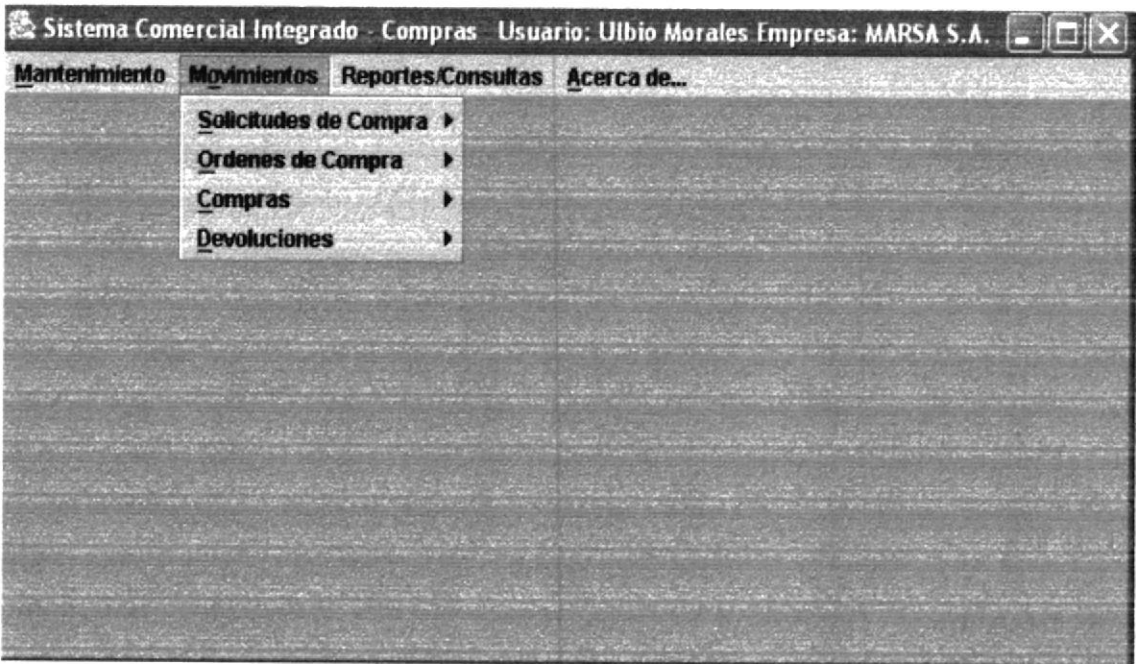 Sistema Comercial Integrado - Compras Usuario: Ulbio Morales Empresa: MARSA S.A.
Mantenimiento Movimientos Reportes/Consultas Acerca de...
Solicitudes de Compra
Ordenes de Compra
Compras
Devoluciones